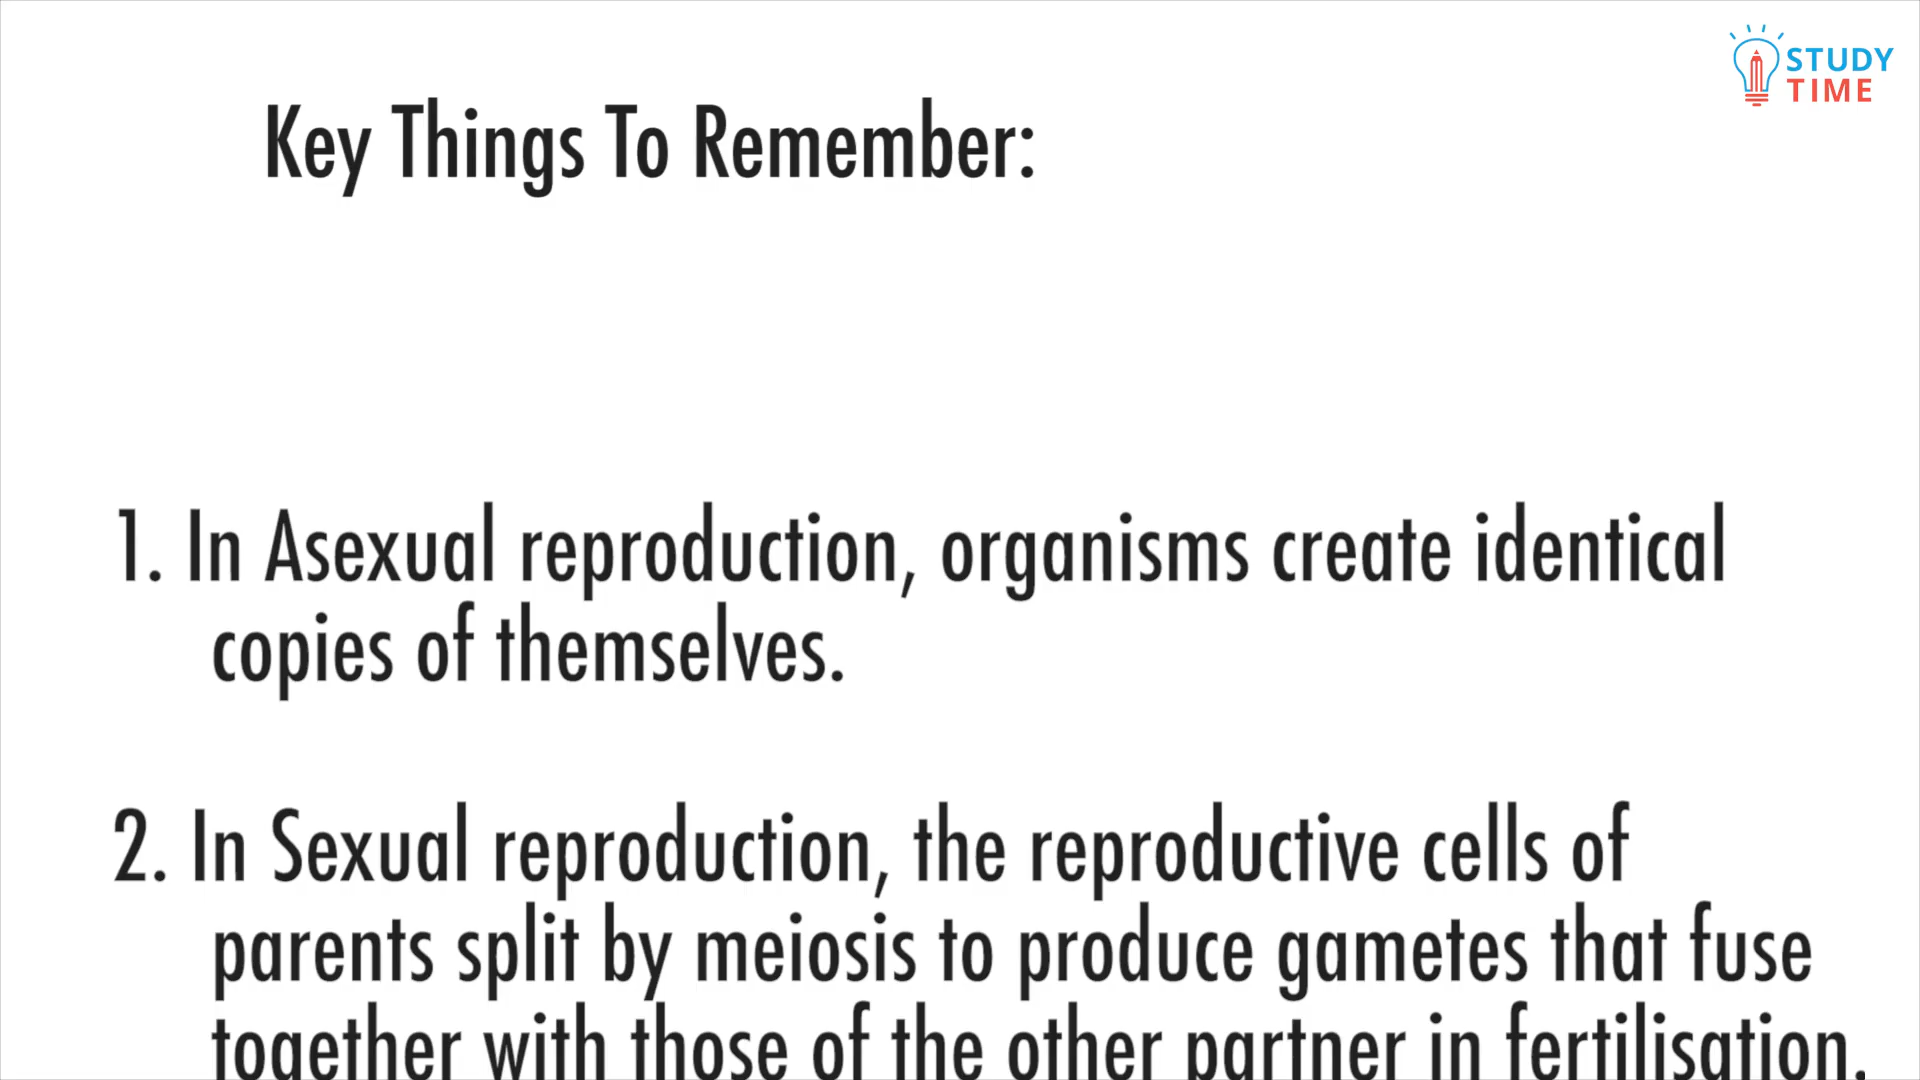 STUDY
TIME
Key Things To Remember:
1. In Asexual reproduction, organisms create identical
copies of themselves.
2. In Sexual reproduction, the reproductive cells of
parents split by meiosis to produce gametes that fuse
together with those of the other partner in fertilisation.